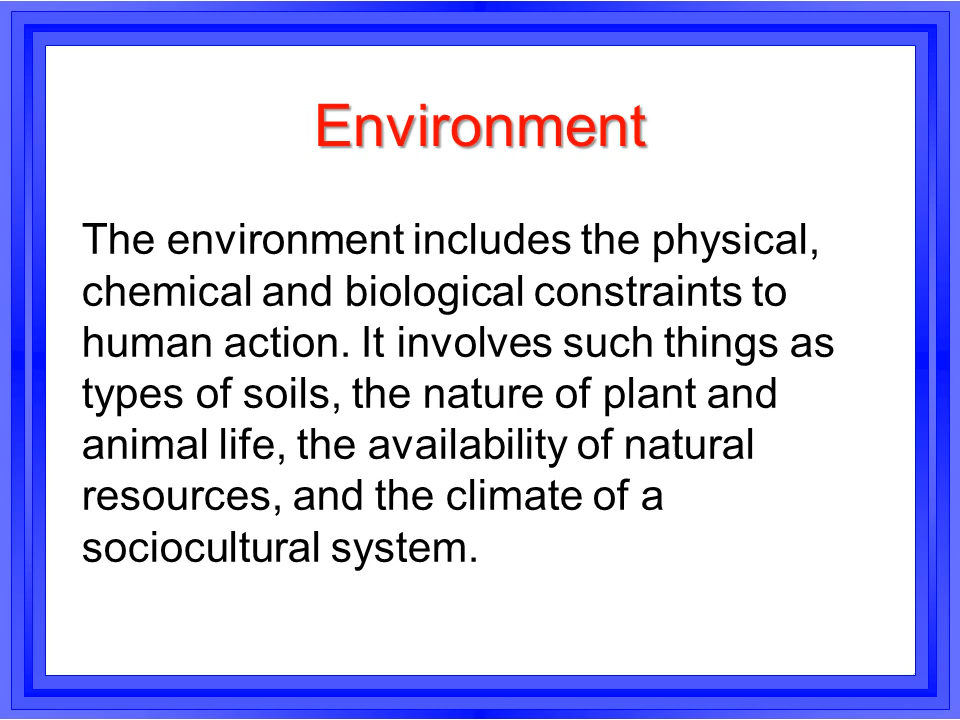 Environment
The environment includes the physical,
chemical and biological constraints to
human action. It involves such things as
types of soils, the nature of plant and
animal life, the availability of natural
resources, and the climate of a
sociocultural system.